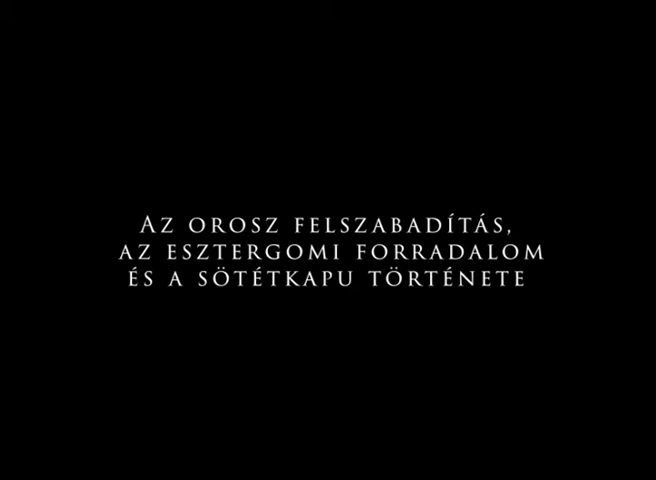 Az orosz felszabadítás,
az esztergomi forradalom
és a sötétkapu története